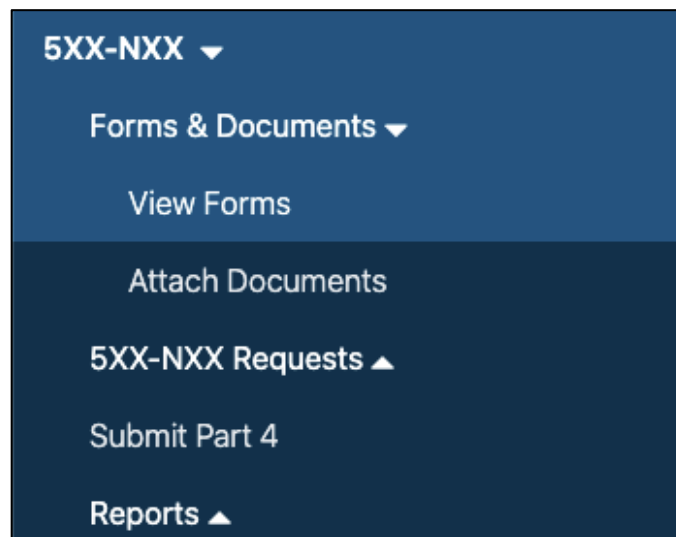 5XX-NXX
Forms & Documents
View Forms
Attach Documents
5XX-NXX Requests
Submit Part 4
Reports